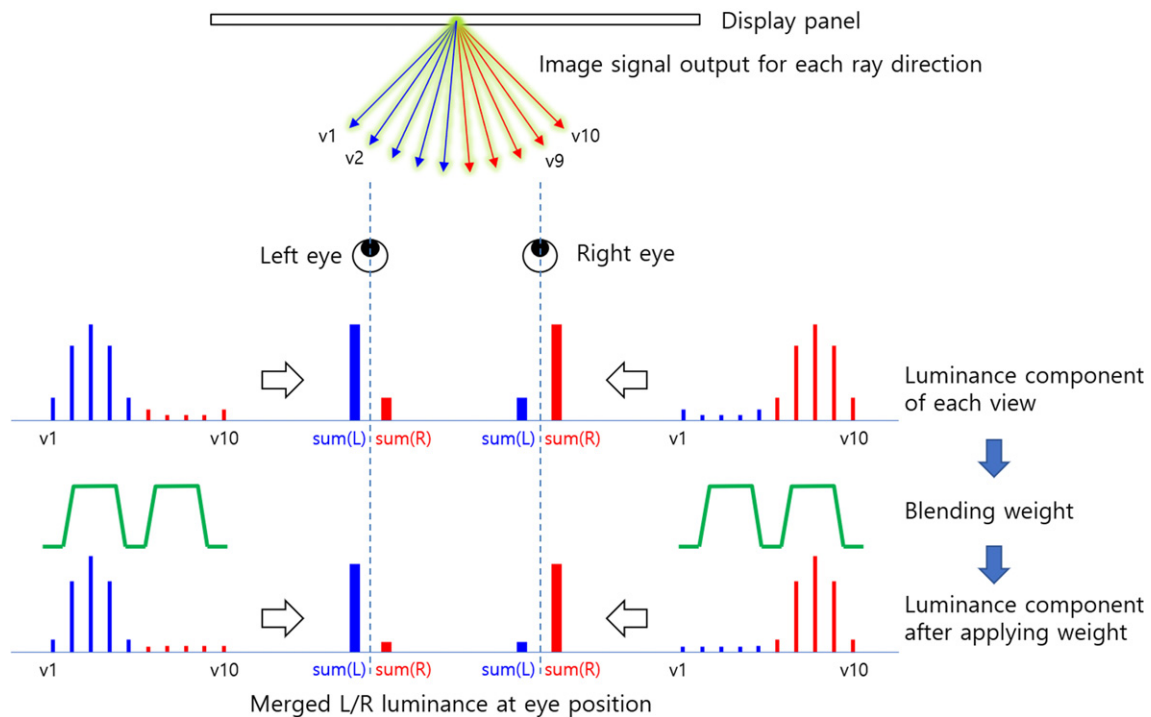 Display panel
Image signal output for each ray direction
v1
v10
v2
v9
Left eye
Right eye
Luminance component
of each view
v1
v10
sum(L)
sum(R)
sum(L)
sum(R)
v1
v10
Blending weight
Luminance component
after applying weight
v1
v10
sum(L)
sum(R)
sum(L)
sum(R)
v1
v10
Merged L/R luminance at eye position